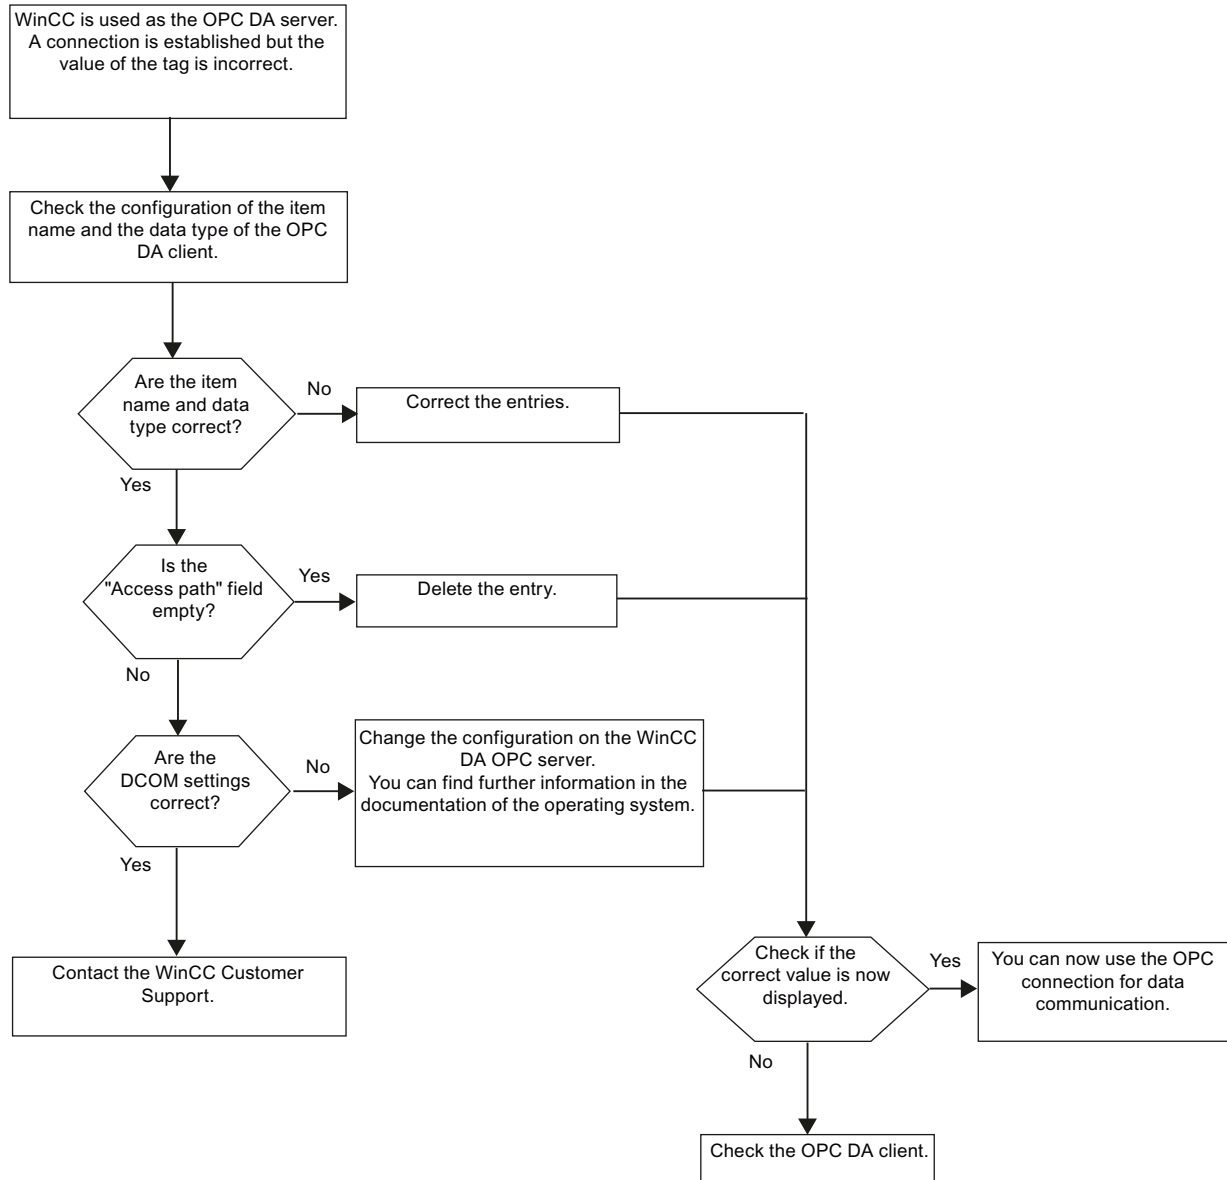 WinCC is used as the OPC DA server.
A connection is established but the
value of the tag is incorrect.
Check the configuration of the item
name and the data type of the OPC
DA client.
Are the item
name and data
type correct?
No
Correct the entries.
Yes
Is the
"Access path" field
empty?
Yes
Delete the entry.
No
Are the
DCOM settings
correct?
No
Change the configuration on the WinCC
DA OPC server.
You can find further information in the
documentation of the operating system.
Yes
Contact the WinCC Customer
Support.
Check if the
correct value is now
displayed.
Yes
You can now use the OPC
connection for data
communication.
No
Check the OPC DA client.